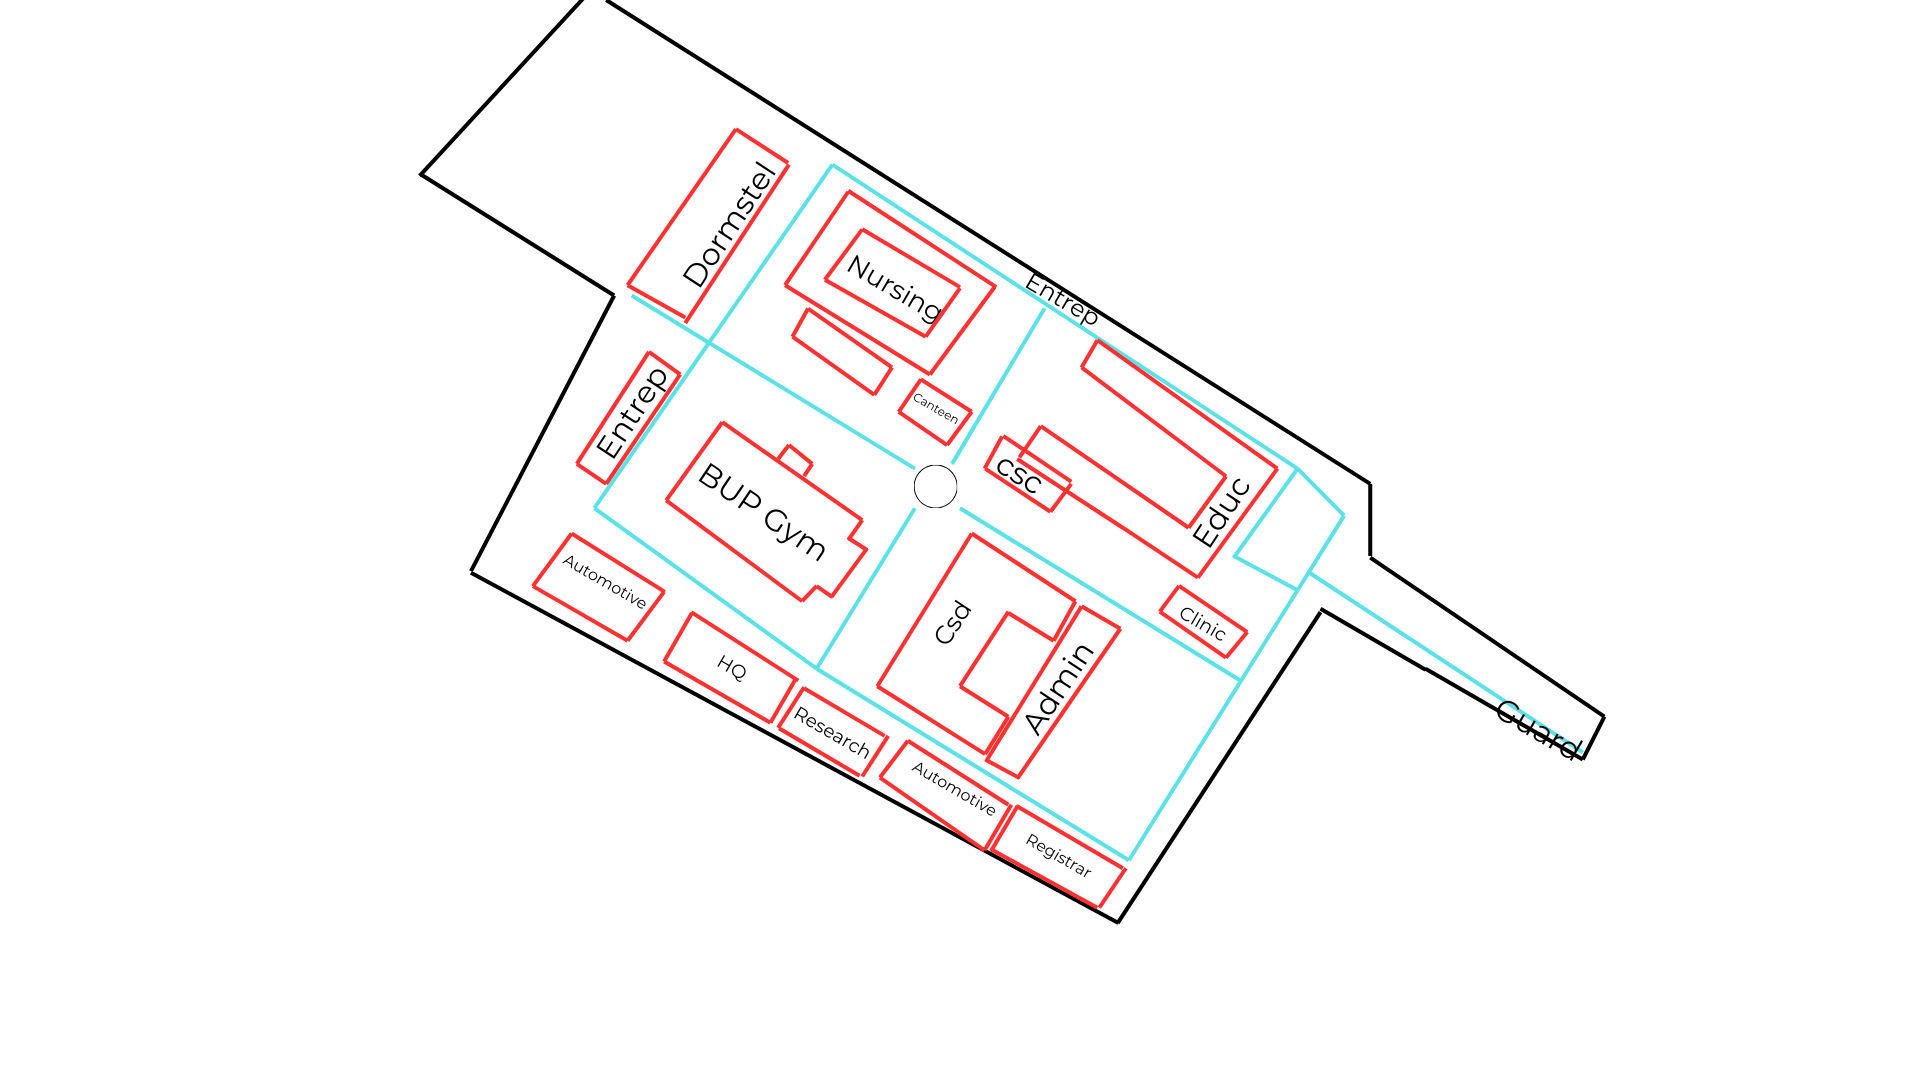 Dormstel
Nursing
Entrep
Entrep
Canteen
BUP Gym
csc
Educ
Automotive
HQ
Csd
Clinic
Admin
Research
Guard
Automotive
Registrar